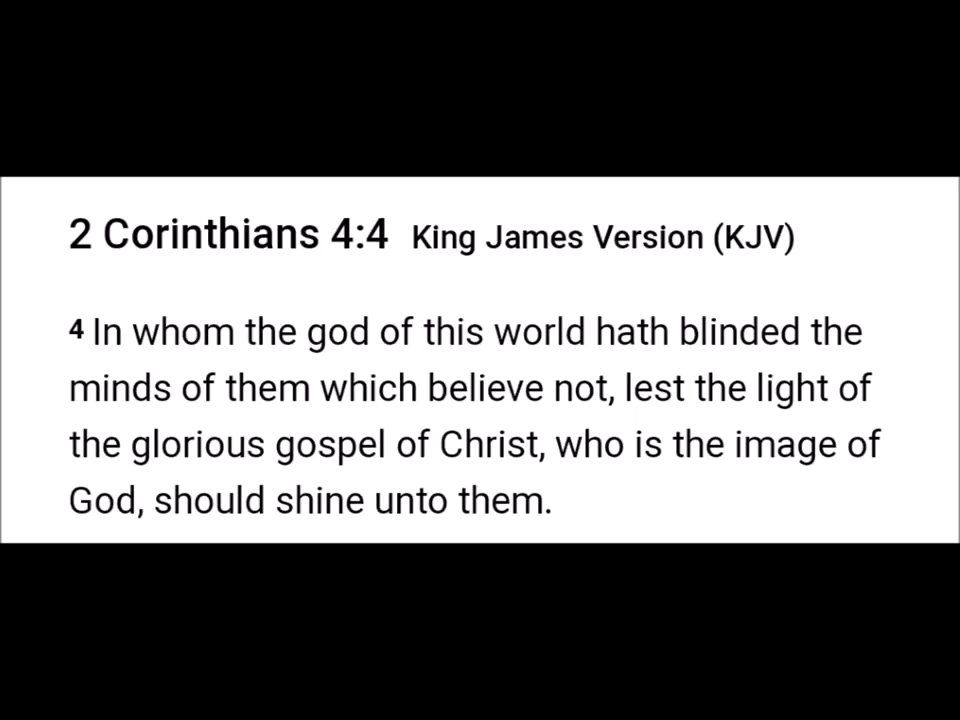 2 Corinthians 4:4 King James Version (KJV)
4 In whom the god of this world hath blinded the
minds of them which believe not, lest the light of
the glorious gospel of Christ, who is the image of
God, should shine unto them.